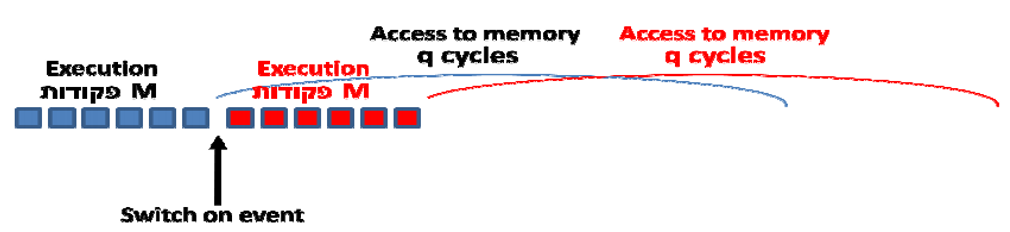 Access to memory
q cycles
Access to memory
q cycles
Execution
M פקודות
Execution
M פקודות
Switch on event